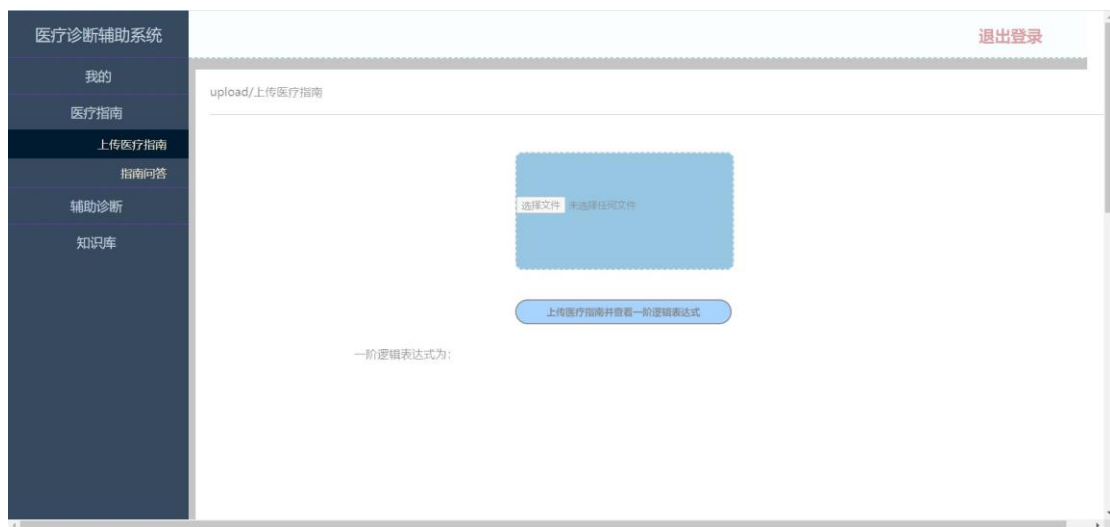 医疗诊断辅助系统
退出登录
我的
医疗指南
上传医疗指南
指南问答
辅助诊断
知识库
upload/上传医疗指南
选择文件 未选择任何文件
上传医疗指南并查看一阶逻辑表达式
一阶逻辑表达式为: